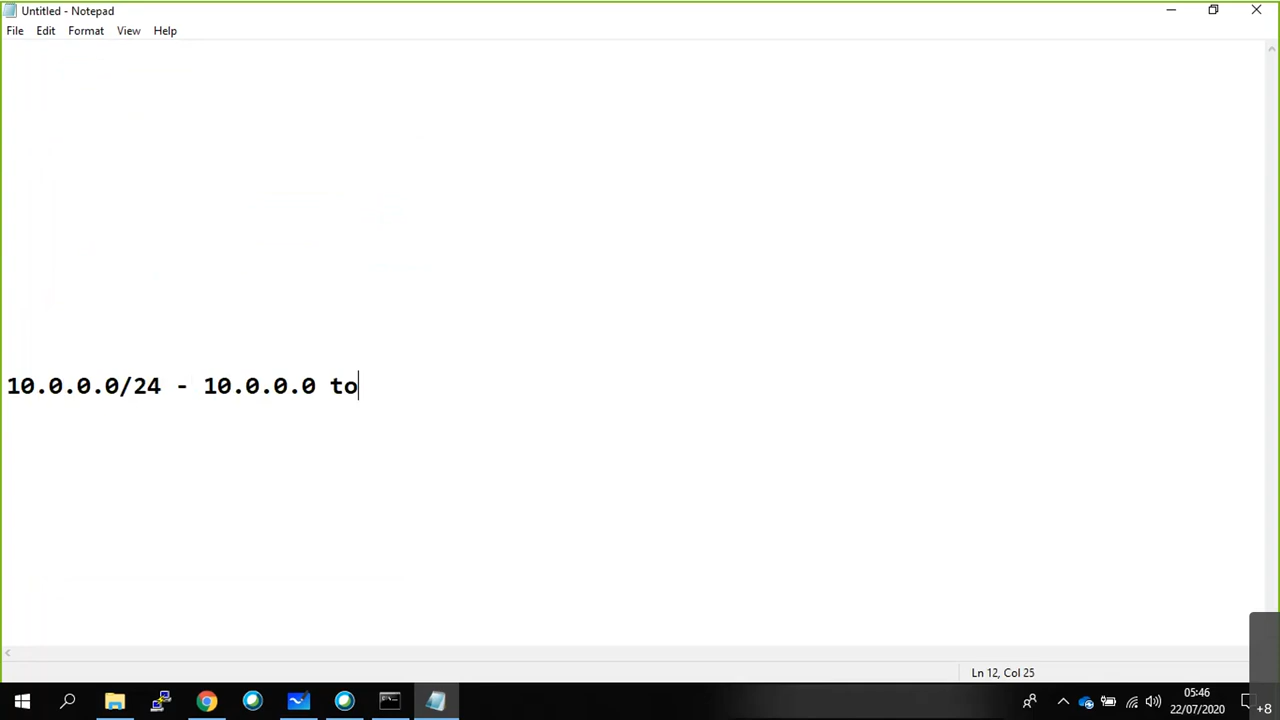 Untitled - Notepad
File Edit Format View Help
10.0.0.0/24 - 10.0.0.0 to
Ln 12, Col 25
05:46
22/07/2020
+8